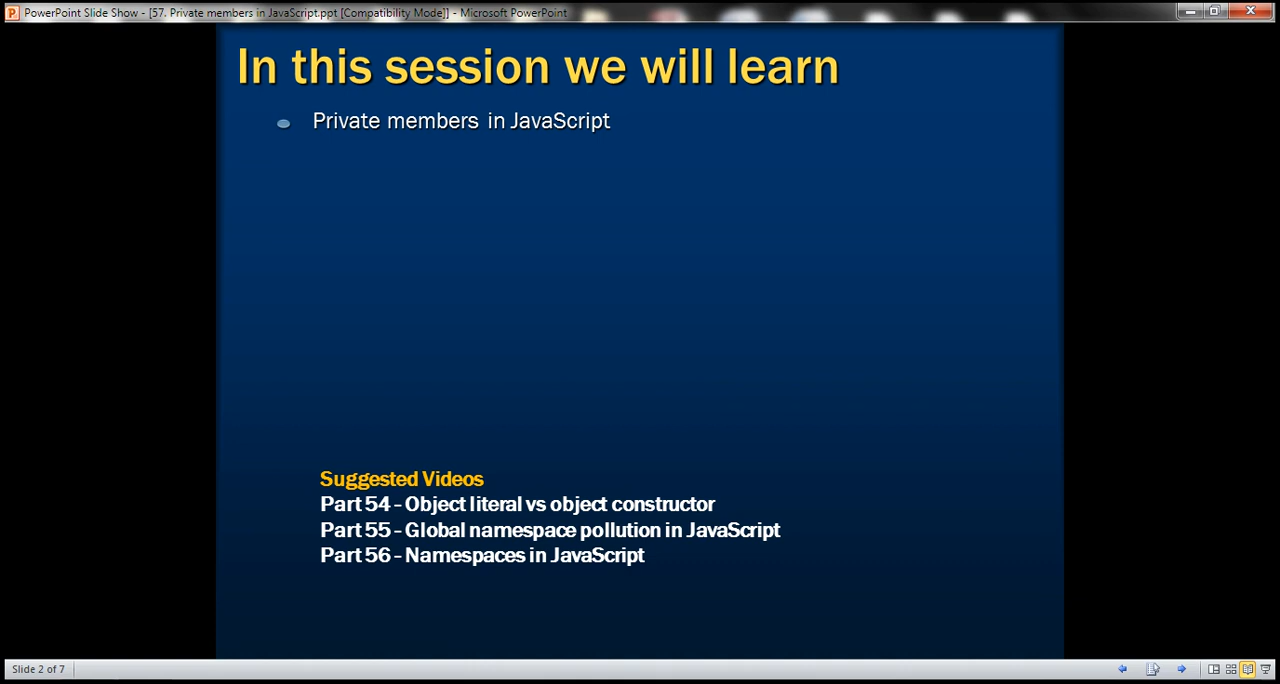 PowerPoint Slide Show - [57. Private members in JavaScript.ppt [Compatibility Mode]] - Microsoft PowerPoint
In this session we will learn
Private members in JavaScript
Suggested Videos
Part 54 - Object literal vs object constructor
Part 55 - Global namespace pollution in JavaScript
Part 56 - Namespaces in JavaScript
Slide 2 of 7